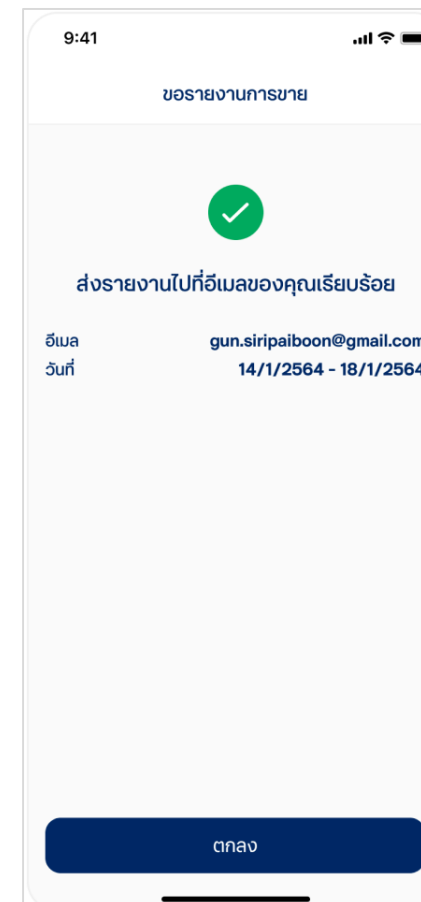 9:41
ขอรายงานการขาย
ส่งรายงานไปที่อีเมลของคุณเรียบร้อย
อีเมล gun.siripaiboon@gmail.com
วันที่ 14/1/2564 - 18/1/2564
ตกลง